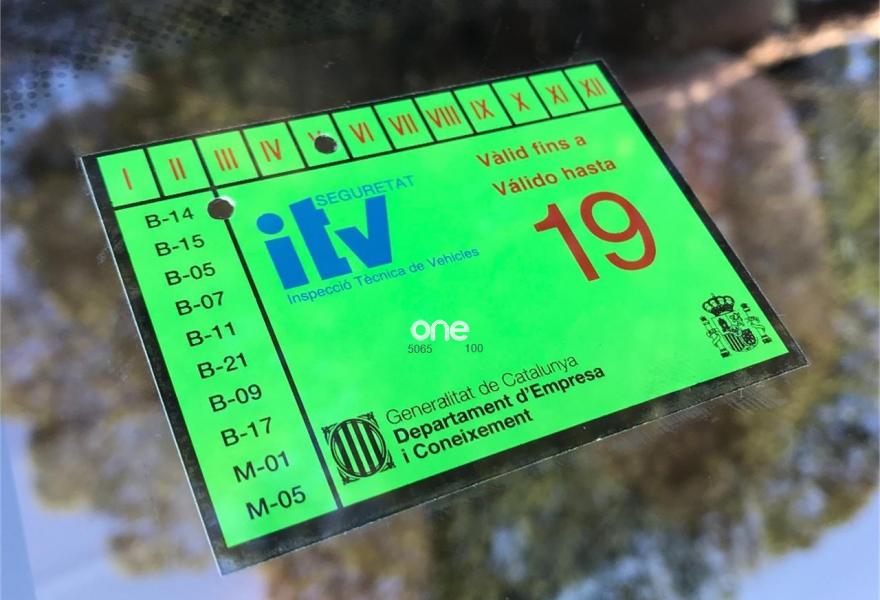 I II III IV V VI VII VIII IX X XI XII
Vàlid fins a
Válido hasta
19
SEGURETAT
itv
Inspecció Tècnica de Vehicles
B-14
B-15
B-05
B-07
B-11
B-21
B-09
B-17
M-01
M-05
one
5065 100
Generalitat de Catalunya
Departament d'Empresa
i Coneixement